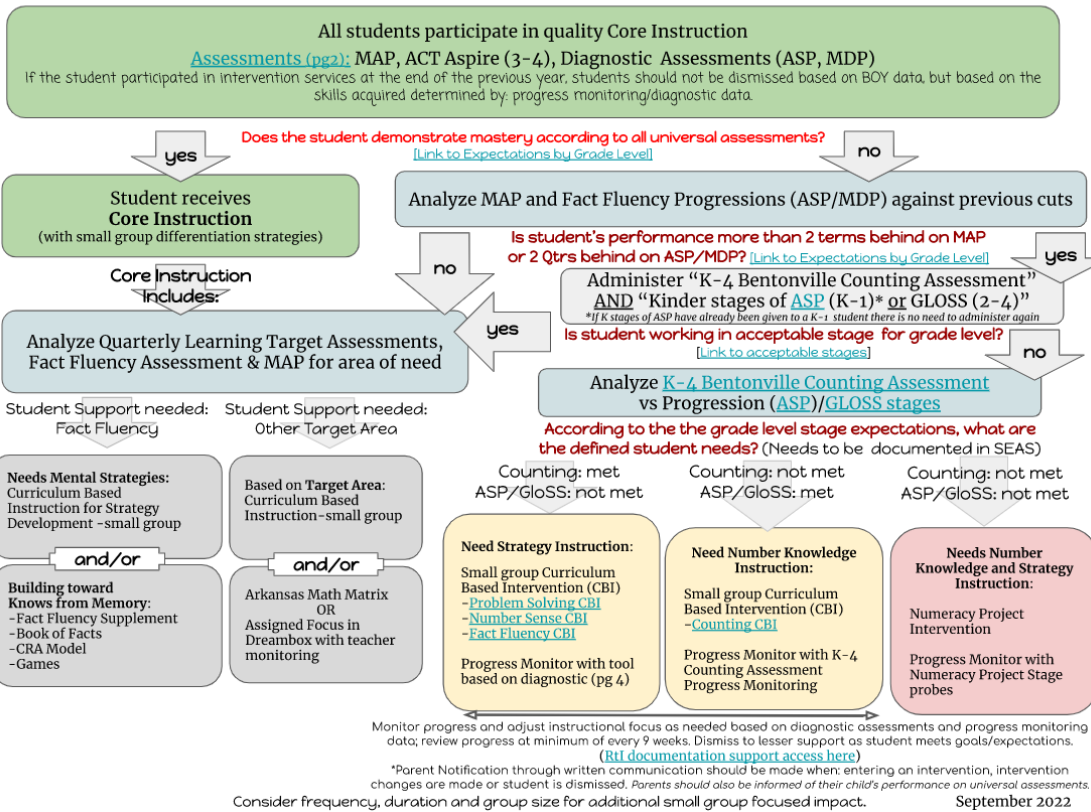 All students participate in quality Core Instruction
Assessments (pg2): MAP, ACT Aspire (3-4), Diagnostic Assessments (ASP, MDP)
If the student participated in intervention services at the end of the previous year, students should not be dismissed based on BOY data, but based on the
skills acquired determined by: progress monitoring/diagnostic data.
Does the student demonstrate mastery according to all universal assessments?
[Link to Expectations by Grade Level]
yes
no
Student receives
Core Instruction
(with small group differentiation strategies)
Analyze MAP and Fact Fluency Progressions (ASP/MDP) against previous cuts
Is student's performance more than 2 terms behind on MAP
or 2 Qtrs behind on ASP/MDP? [Link to Expectations by Grade Level]
no
yes
Core Instruction
Includes:
Administer "K-4 Bentonville Counting Assessment"
AND "Kinder stages of ASP (K-1)* or GLOSS (2-4)"
*If K stages of ASP have already been given to a K-1 student there is no need to administer again
Is student working in acceptable stage for grade level?
[Link to acceptable stages]
yes
no
Analyze Quarterly Learning Target Assessments,
Fact Fluency Assessment & MAP for area of need
Analyze K-4 Bentonville Counting Assessment
vs Progression (ASP)/GLOSS stages
According to the the grade level stage expectations, what are
the defined student needs? (Needs to be documented in SEAS)
Student Support needed:
Fact Fluency
Student Support needed:
Other Target Area
Counting: met
ASP/GloSS: not met
Counting: not met
ASP/GloSS: met
Counting: not met
ASP/GloSS: not met
Needs Mental Strategies:
Curriculum Based
Instruction for Strategy
Development -small group
and/or
Building toward
Knows from Memory:
-Fact Fluency Supplement
-Book of Facts
-CRA Model
-Games
Based on Target Area:
Curriculum Based
Instruction-small group
and/or
Arkansas Math Matrix
OR
Assigned Focus in
Dreambox with teacher
monitoring
Need Strategy Instruction:
Small group Curriculum
Based Intervention (CBI)
-Problem Solving CBI
-Number Sense CBI
-Fact Fluency CBI
Progress Monitor with tool
based on diagnostic (pg 4)
Need Number Knowledge
Instruction:
Small group Curriculum
Based Intervention (CBI)
-Counting CBI
Progress Monitor with K-4
Counting Assessment
Progress Monitoring
Needs Number
Knowledge and Strategy
Instruction:
Numeracy Project
Intervention
Progress Monitor with
Numeracy Project Stage
probes
Monitor progress and adjust instructional focus as needed based on diagnostic assessments and progress monitoring
data; review progress at minimum of every 9 weeks. Dismiss to lesser support as student meets goals/expectations.
(RtI documentation support access here)
*Parent Notification through written communication should be made when: entering an intervention, intervention
changes are made or student is dismissed. Parents should also be informed of their child's performance on universal assessments.
Consider frequency, duration and group size for additional small group focused impact.
September 2022